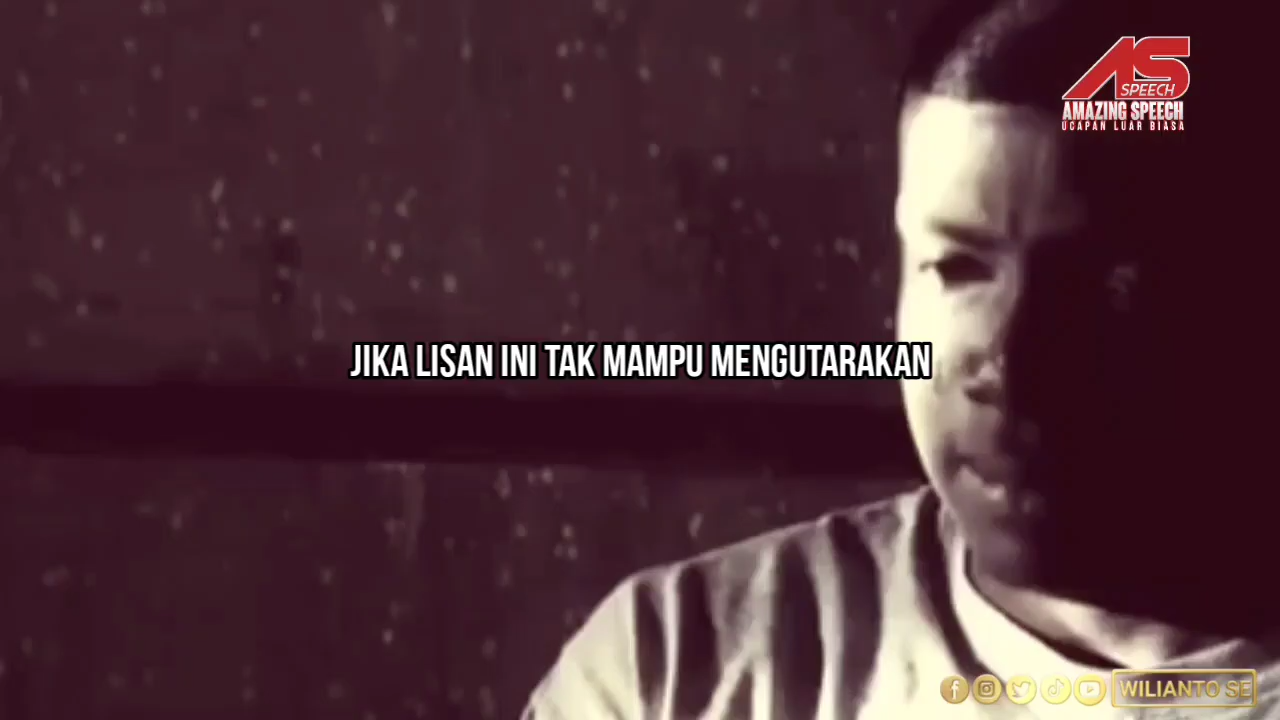 AS
SPEECH
AMAZING SPEECH
UCAPAN LUAR BIASA
JIKA LISAN INI TAK MAMPU MENGUTARAKAN
WILIANTO SE